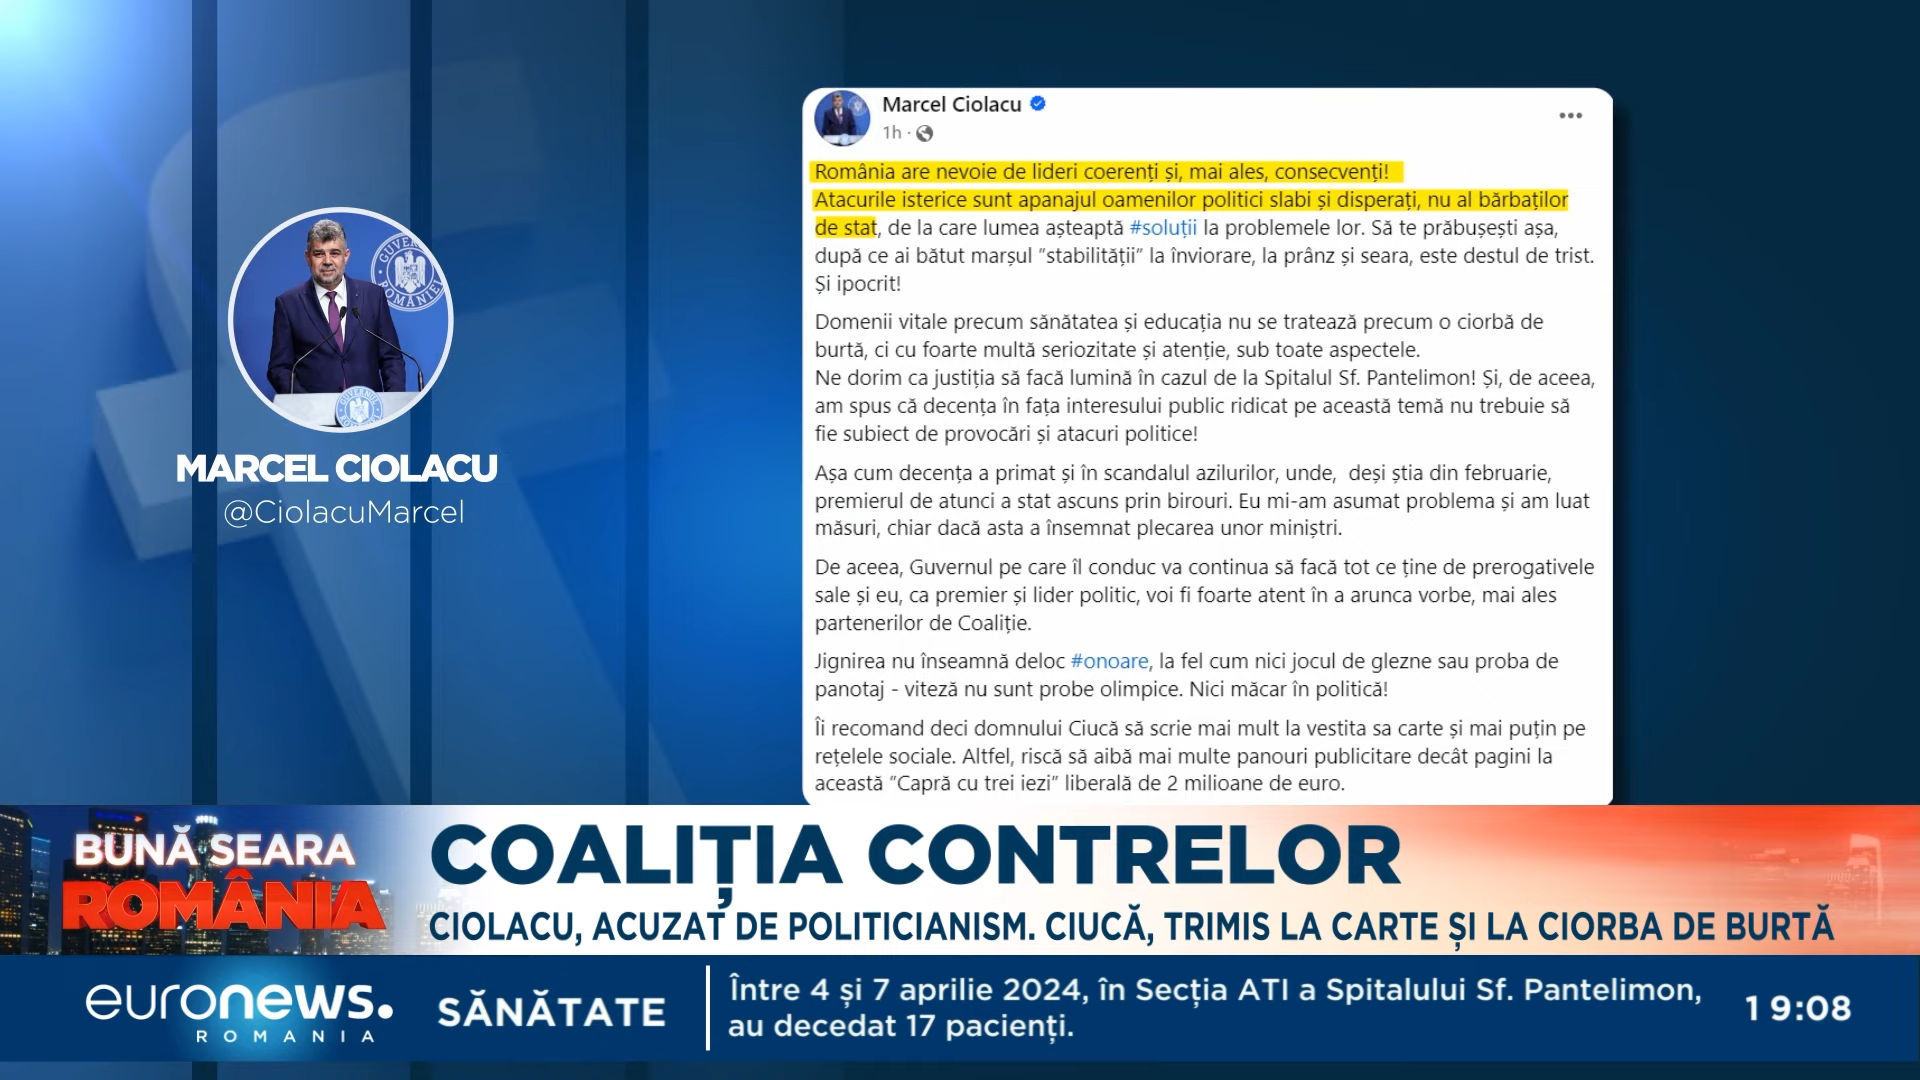 Marcel Ciolacu
1h ·
România are nevoie de lideri coerenți și, mai ales, consecvenți!
Atacurile isterice sunt apanajul oamenilor politici slabi și disperați, nu al bărbaților
de stat, de la care lumea așteaptă #soluții la problemele lor. Să te prăbușești așa,
după ce ai bătut marșul "stabilității" la înviorare, la prânz și seara, este destul de trist.
Și ipocrit!
Domenii vitale precum sănătatea și educația nu se tratează precum o ciorbă de
burtă, ci cu foarte multă seriozitate și atenție, sub toate aspectele.
Ne dorim ca justiția să facă lumină în cazul de la Spitalul Sf. Pantelimon! Și, de aceea,
am spus că decența în fața interesului public ridicat pe această temă nu trebuie să
fie subiect de provocări și atacuri politice!
Așa cum decența a primat și în scandalul azilurilor, unde, deși știa din februarie,
premierul de atunci a stat ascuns prin birouri. Eu mi-am asumat problema și am luat
măsuri, chiar dacă asta a însemnat plecarea unor miniștri.
De aceea, Guvernul pe care îl conduc va continua să facă tot ce ține de prerogativele
sale și eu, ca premier și lider politic, voi fi foarte atent în a arunca vorbe, mai ales
partenerilor de Coaliție.
Jignirea nu înseamnă deloc #onoare, la fel cum nici jocul de glezne sau proba de
panotaj - viteză nu sunt probe olimpice. Nici măcar în politică!
Îi recomand deci domnului Ciucă să scrie mai mult la vestita sa carte și mai puțin pe
rețelele sociale. Altfel, riscă să aibă mai multe panouri publicitare decât pagini la
această "Capră cu trei iezi" liberală de 2 milioane de euro.
GUVERNUL
ROMÂNIEI
MARCEL CIOLACU
@CiolacuMarcel
BUNĂ SEARA
ROMÂNIA
COALIȚIA CONTRELOR
CIOLACU, ACUZAT DE POLITICIANISM. CIUCĂ, TRIMIS LA CARTE ȘI LA CIORBA DE BURTĂ
euronews.
ROMANIA
SĂNĂTATE
Între 4 și 7 aprilie 2024, în Secția ATI a Spitalului Sf. Pantelimon,
au decedat 17 pacienți.
19:08